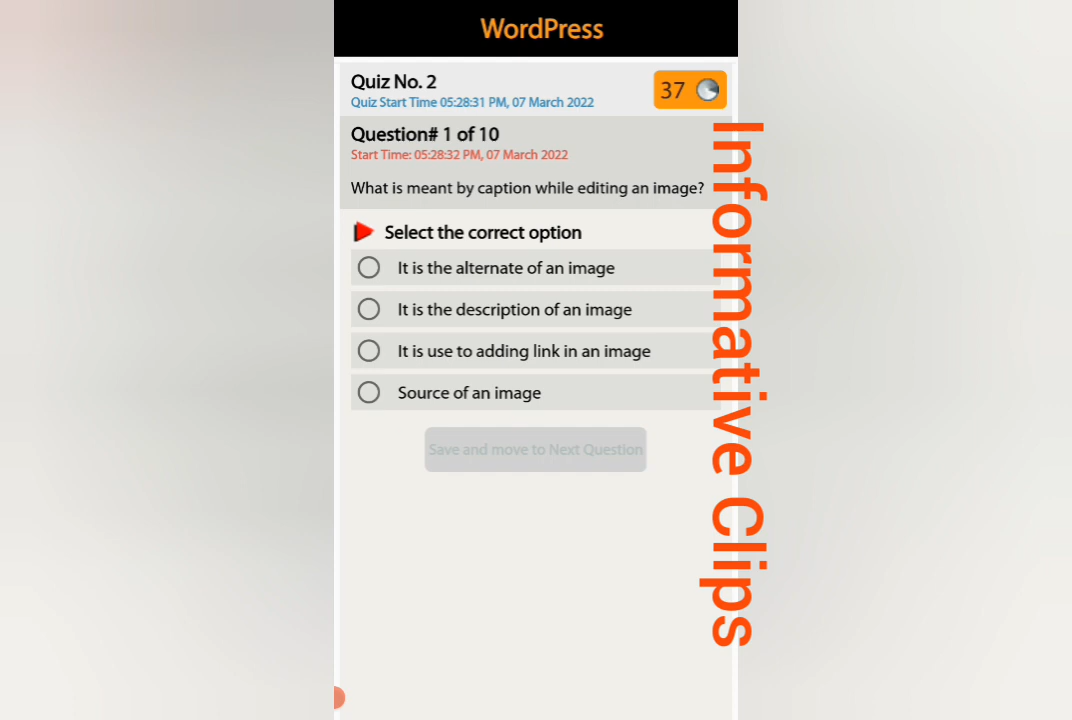 WordPress
Quiz No. 2
37
Quiz Start Time 05:28:31 PM, 07 March 2022
Question# 1 of 10
Start Time: 05:28:32 PM, 07 March 2022
What is meant by caption while editing an image?
Select the correct option
It is the alternate of an image
It is the description of an image
It is use to adding link in an image
Source of an image
Save and move to Next Question
Informative Clips